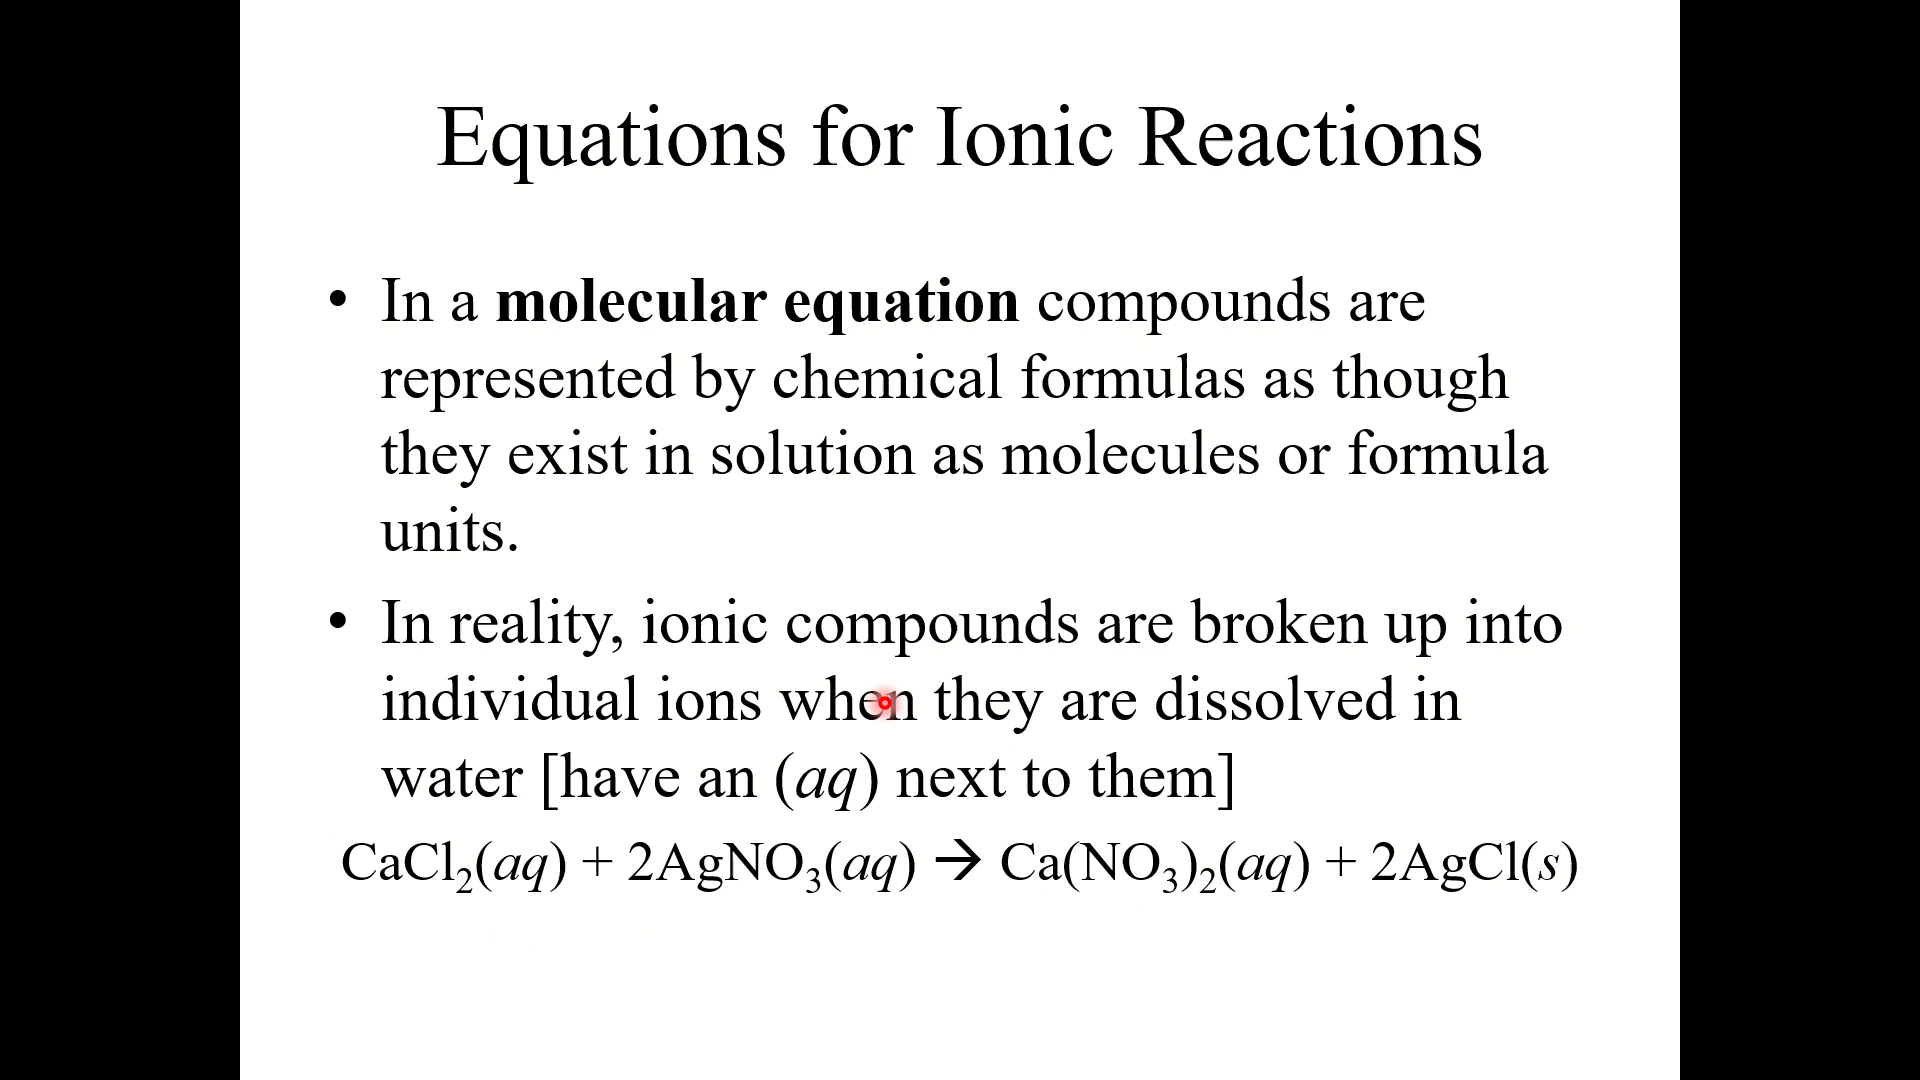 Equations for Ionic Reactions
• In a molecular equation compounds are
represented by chemical formulas as though
they exist in solution as molecules or formula
units.
• In reality, ionic compounds are broken up into
individual ions when they are dissolved in
water [have an (aq) next to them]
CaCl₂(aq) + 2AgNO₃(aq) → Ca(NO₃)₂(aq) + 2AgCl(s)